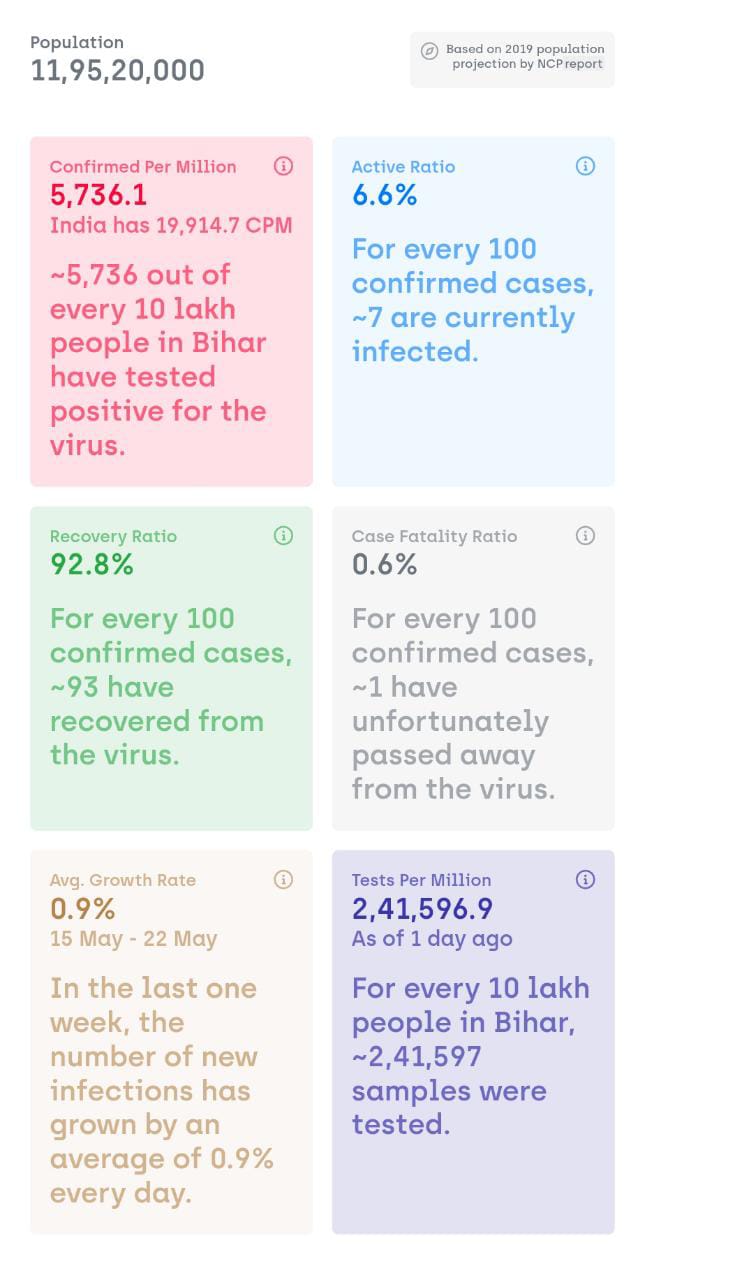 Population
11,95,20,000
Based on 2019 population
projection by NCP report
Confirmed Per Million
5,736.1
India has 19,914.7 CPM
~5,736 out of
every 10 lakh
people in Bihar
have tested
positive for the
virus.
Active Ratio
6.6%
For every 100
confirmed cases,
~7 are currently
infected.
Recovery Ratio
92.8%
For every 100
confirmed cases,
~93 have
recovered from
the virus.
Case Fatality Ratio
0.6%
For every 100
confirmed cases,
~1 have
unfortunately
passed away
from the virus.
Avg. Growth Rate
0.9%
15 May - 22 May
In the last one
week, the
number of new
infections has
grown by an
average of 0.9%
every day.
Tests Per Million
2,41,596.9
As of 1 day ago
For every 10 lakh
people in Bihar,
~2,41,597
samples were
tested.